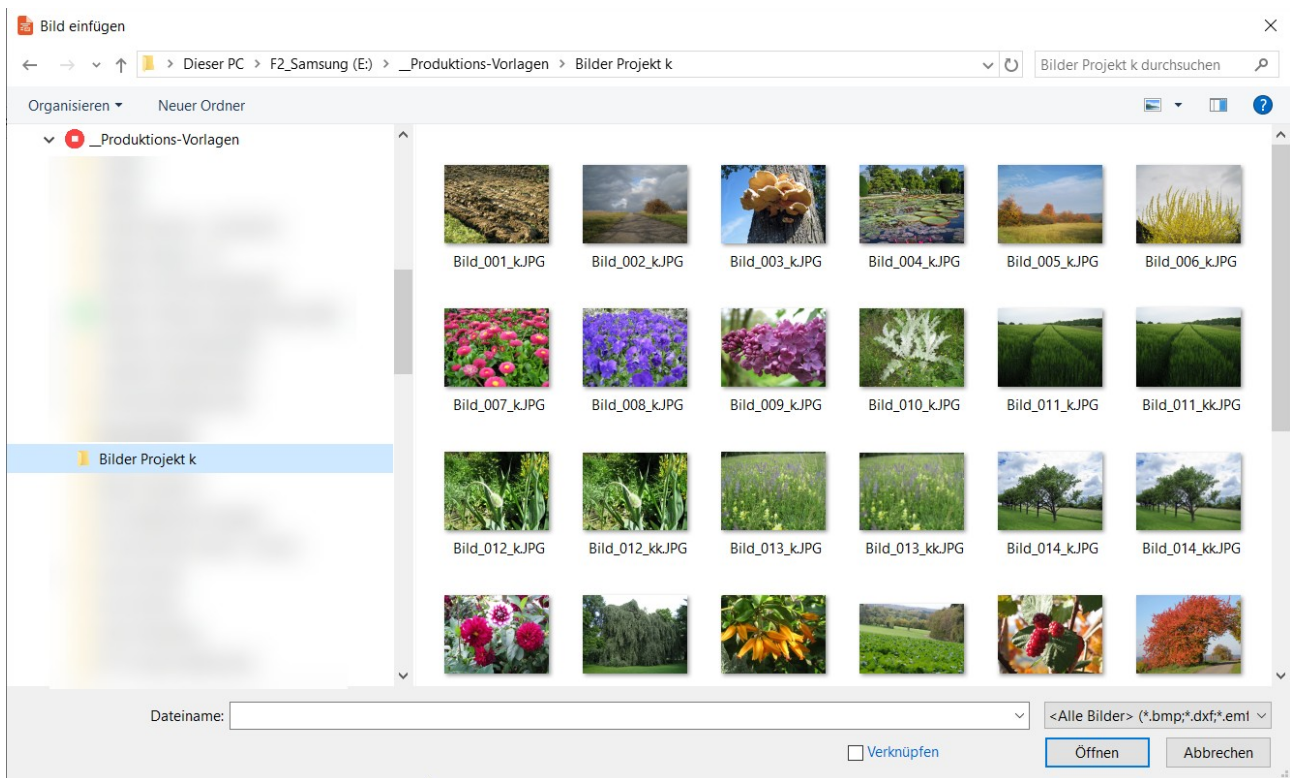 Bild einfügen
Dieser PC > F2_Samsung (E:) > __Produktions-Vorlagen > Bilder Projekt k
Bilder Projekt k durchsuchen
Organisieren
Neuer Ordner
__Produktions-Vorlagen
Bilder Projekt k
Bild_001_k.JPG Bild_002_k.JPG Bild_003_k.JPG Bild_004_k.JPG Bild_005_k.JPG Bild_006_k.JPG
Bild_007_k.JPG Bild_008_k.JPG Bild_009_k.JPG Bild_010_k.JPG Bild_011_k.JPG Bild_011_kk.JPG
Bild_012_k.JPG Bild_012_kk.JPG Bild_013_k.JPG Bild_013_kk.JPG Bild_014_k.JPG Bild_014_kk.JPG
Dateiname:
<Alle Bilder> (*.bmp;*.dxf;*.emf
Verknüpfen
Öffnen
Abbrechen